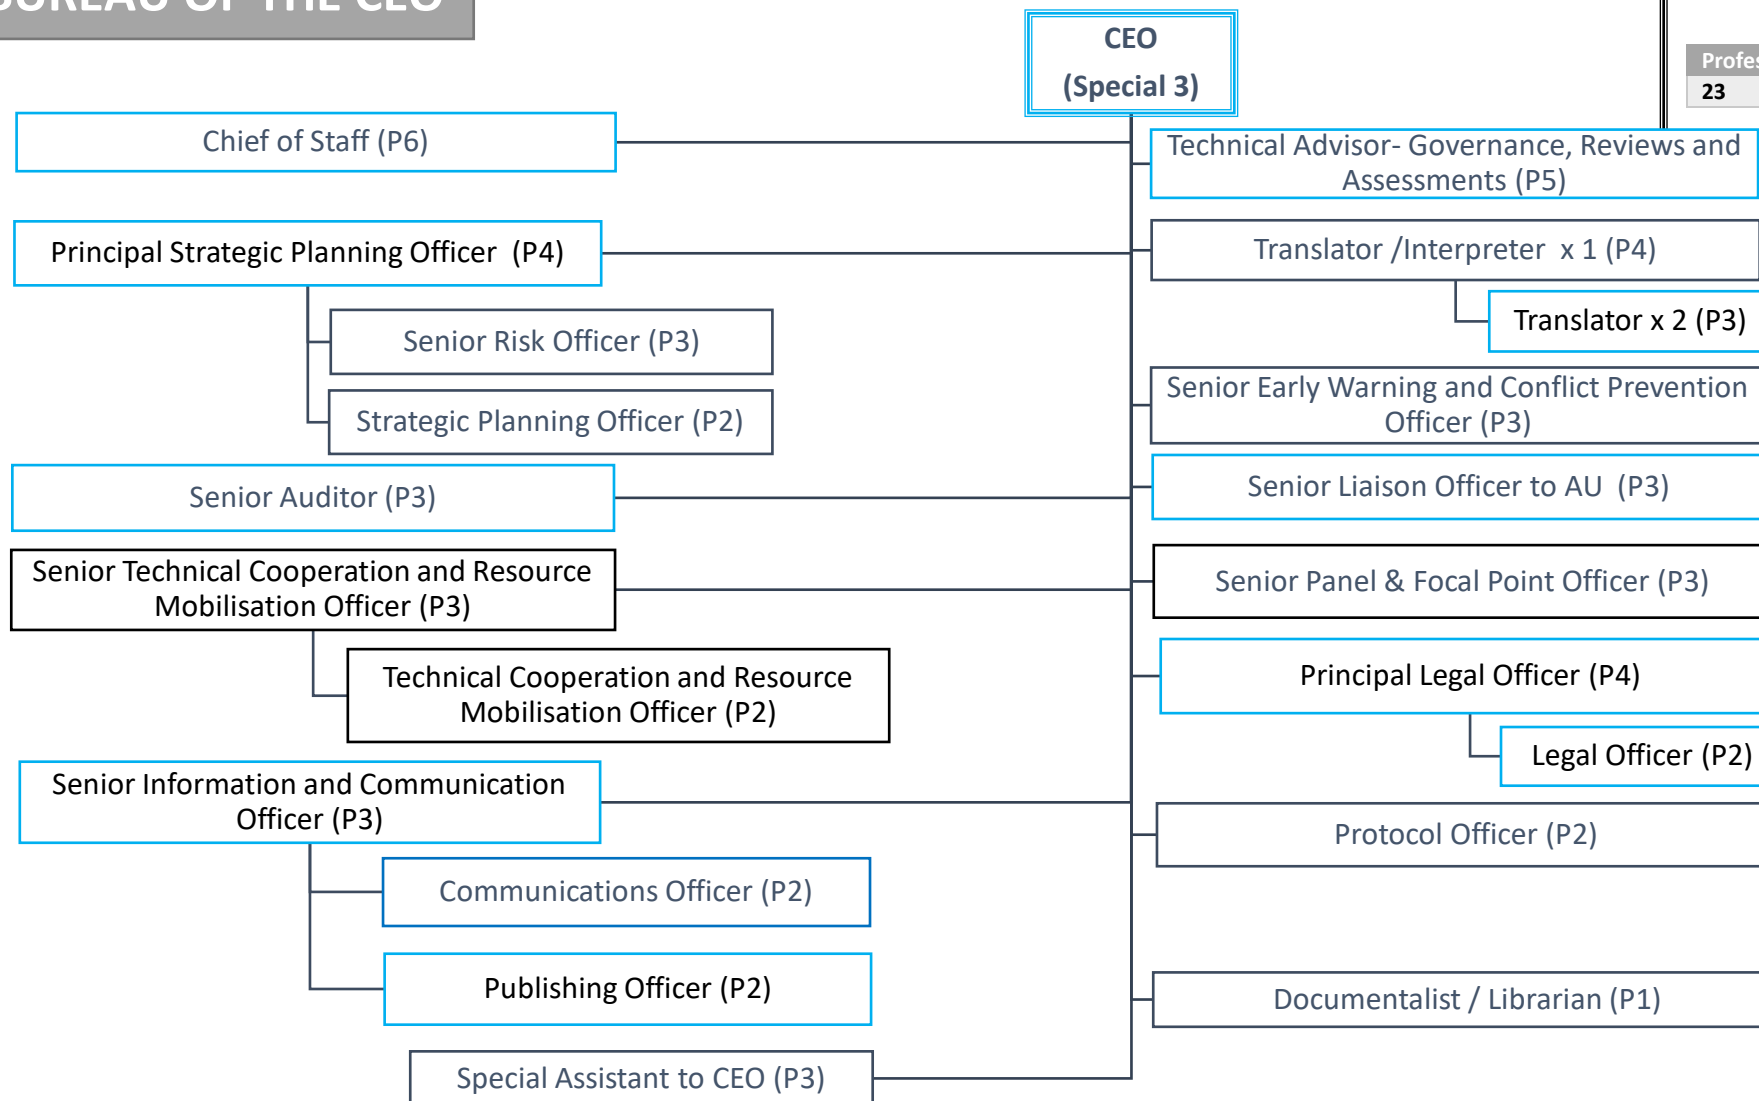 BUREAU OF THE CEO
CEO
(Special 3)
23
Chief of Staff (P6)
Technical Advisor- Governance, Reviews and
Assessments (P5)
Principal Strategic Planning Officer (P4)
Translator /Interpreter x 1 (P4)
Translator x 2 (P3)
Senior Risk Officer (P3)
Strategic Planning Officer (P2)
Senior Early Warning and Conflict Prevention
Officer (P3)
Senior Auditor (P3)
Senior Liaison Officer to AU (P3)
Senior Technical Cooperation and Resource
Mobilisation Officer (P3)
Senior Panel & Focal Point Officer (P3)
Technical Cooperation and Resource
Mobilisation Officer (P2)
Principal Legal Officer (P4)
Legal Officer (P2)
Senior Information and Communication
Officer (P3)
Protocol Officer (P2)
Communications Officer (P2)
Publishing Officer (P2)
Documentalist / Librarian (P1)
Special Assistant to CEO (P3)